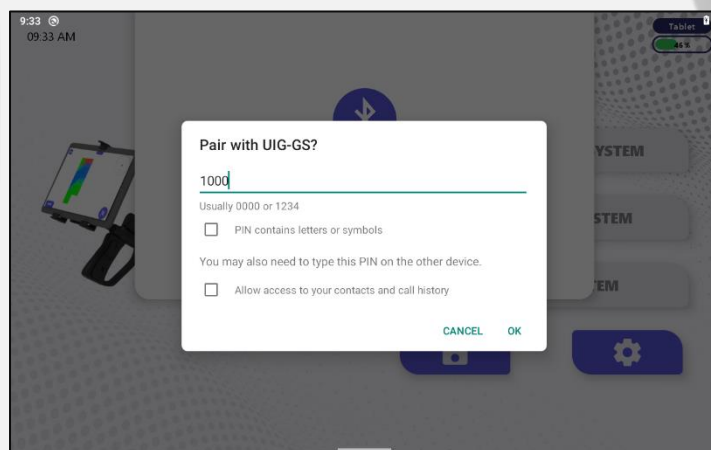 9:33
Tablet
09:33 AM
46%
Pair with UIG-GS?
1000
Usually 0000 or 1234
PIN contains letters or symbols
You may also need to type this PIN on the other device.
Allow access to your contacts and call history
CANCEL OK
YSTEM
STEM
EM